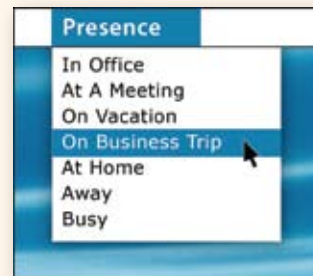 Presence
In Office
At A Meeting
On Vacation
On Business Trip
At Home
Away
Busy